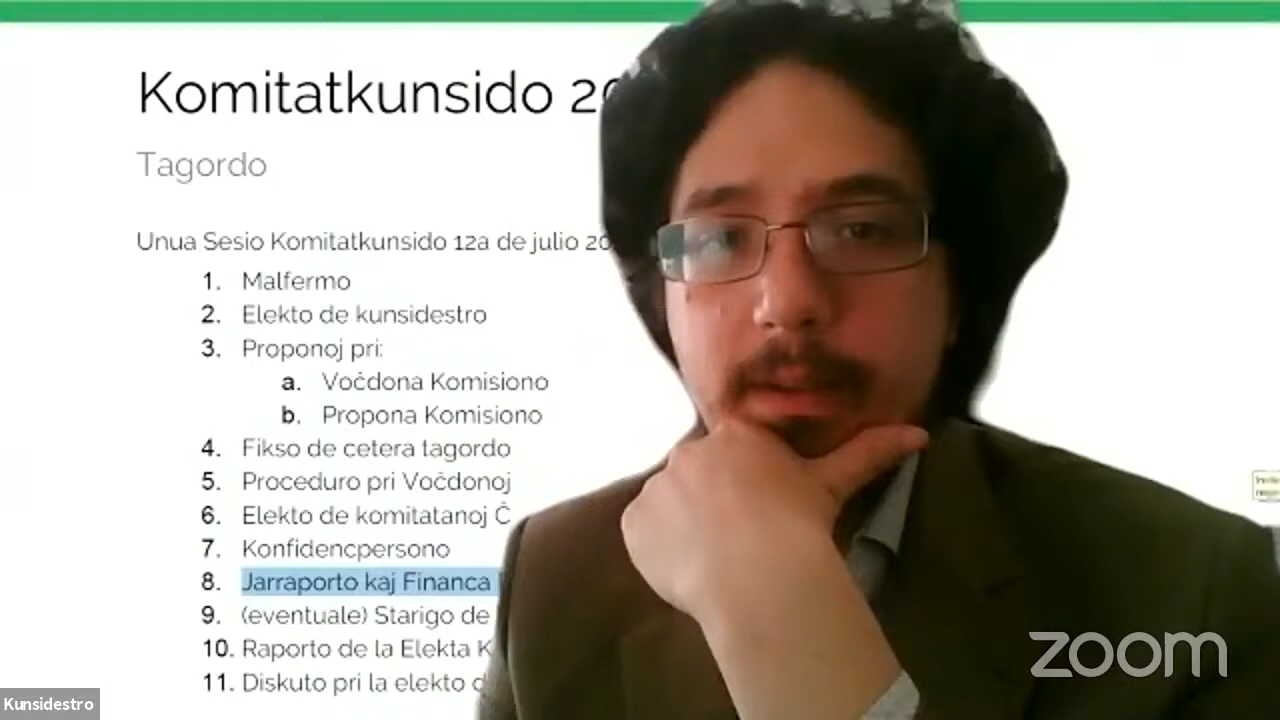 Komitatkunsido 20
Tagordo
Unua Sesio Komitatkunsido 12a de julio 20
1. Malfermo
2. Elekto de kunsidestro
3. Proponoj pri:
a. Voĉdona Komisiono
b. Propona Komisiono
4. Fikso de cetera tagordo
5. Proceduro pri Voĉdonoj
6. Elekto de komitatanoj Ĉ
7. Konfidencpersono
8. Jarraporto kaj Financa
9. (eventuale) Starigo de
10. Raporto de la Elekta K
11. Diskuto pri la elekto d
zoom
Kunsidestro